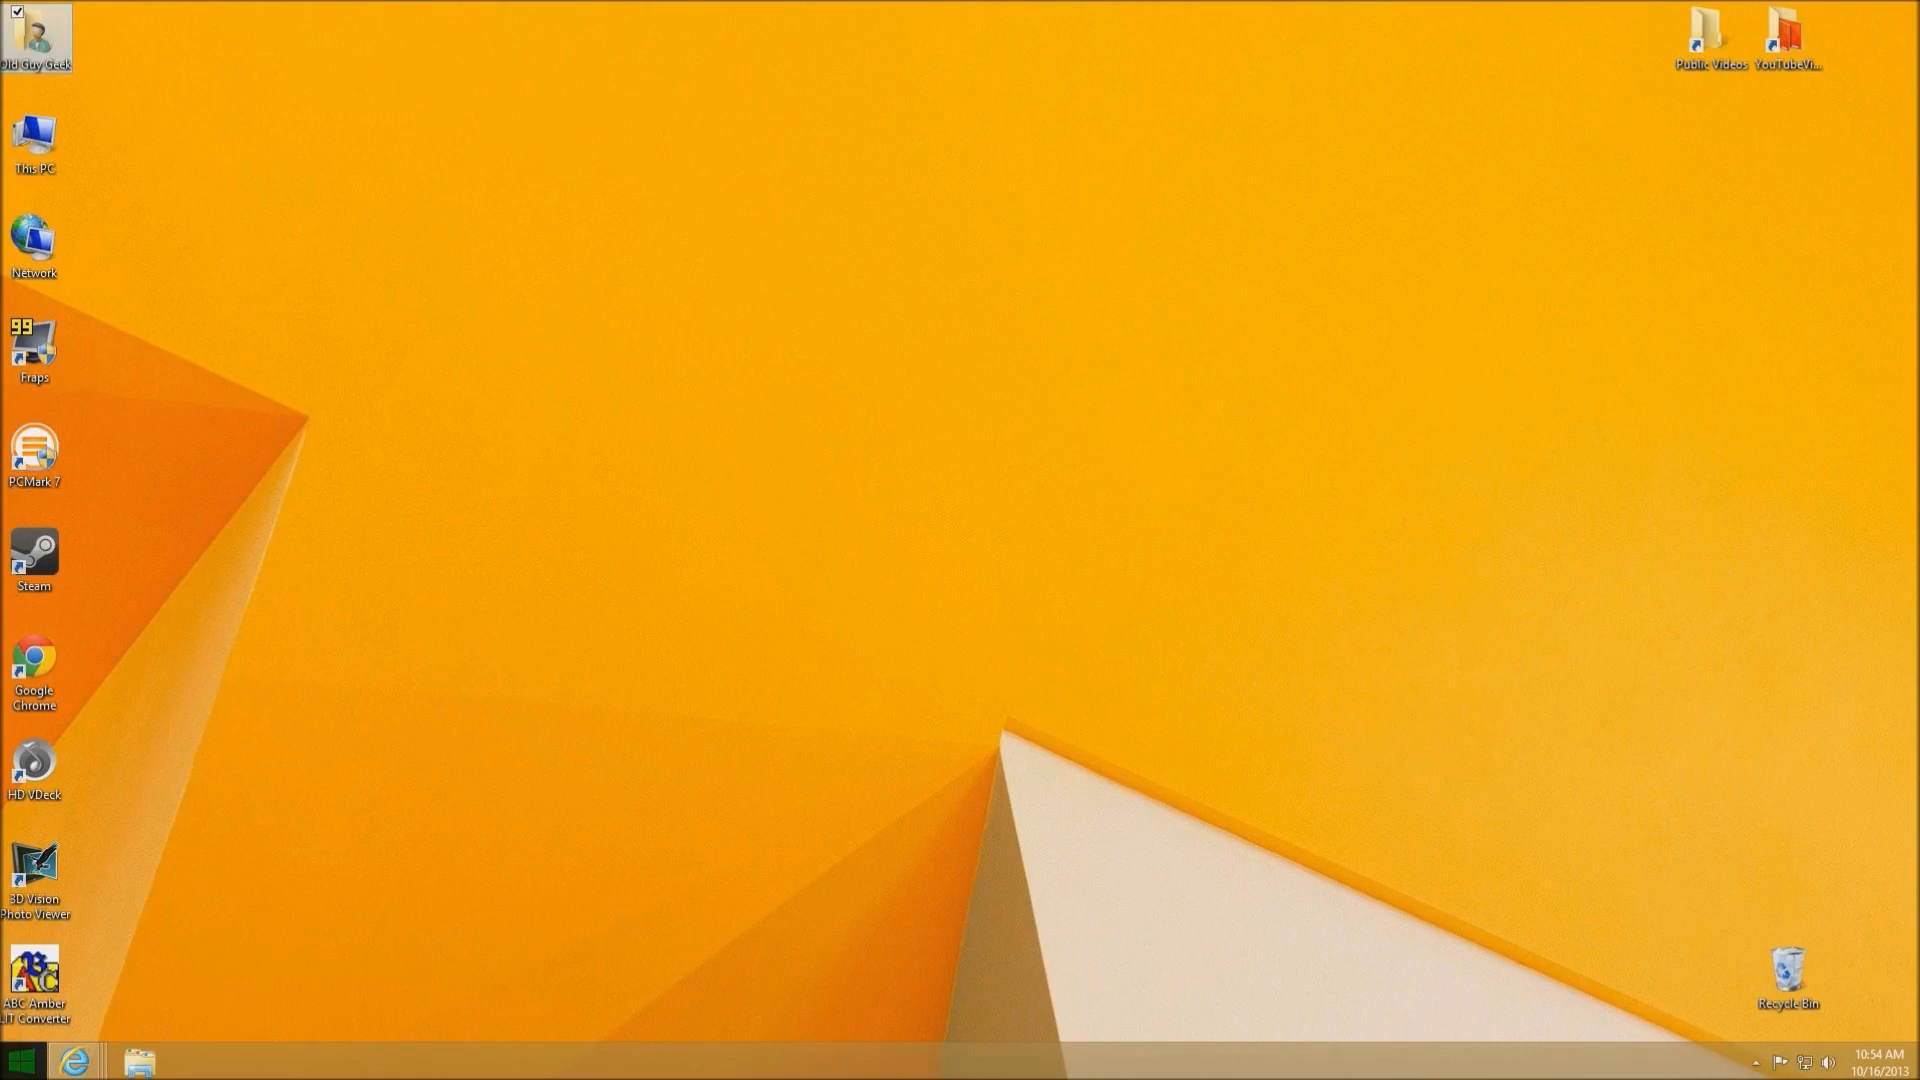 Old Guy Geek
This PC
Network
99
Fraps
PCMark 7
Steam
Google
Chrome
HD VDeck
3D Vision
Photo Viewer
ABC Amber
LIT Converter
Public Videos
YouTubeVi...
Recycle Bin
10:54 AM
10/16/2013